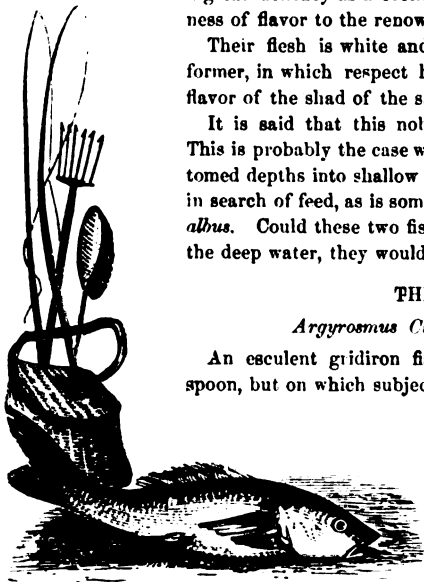 ness of flavor to the renow
Their flesh is white and
former, in which respect
flavor of the shad of the s
It is said that this nob
This is probably the case w
tomed depths into shallow
in search of feed, as is som
albus. Could these two fis
the deep water, they would
TH
Argyrosmus C
An esculent gridiron fi
spoon, but on which subjec